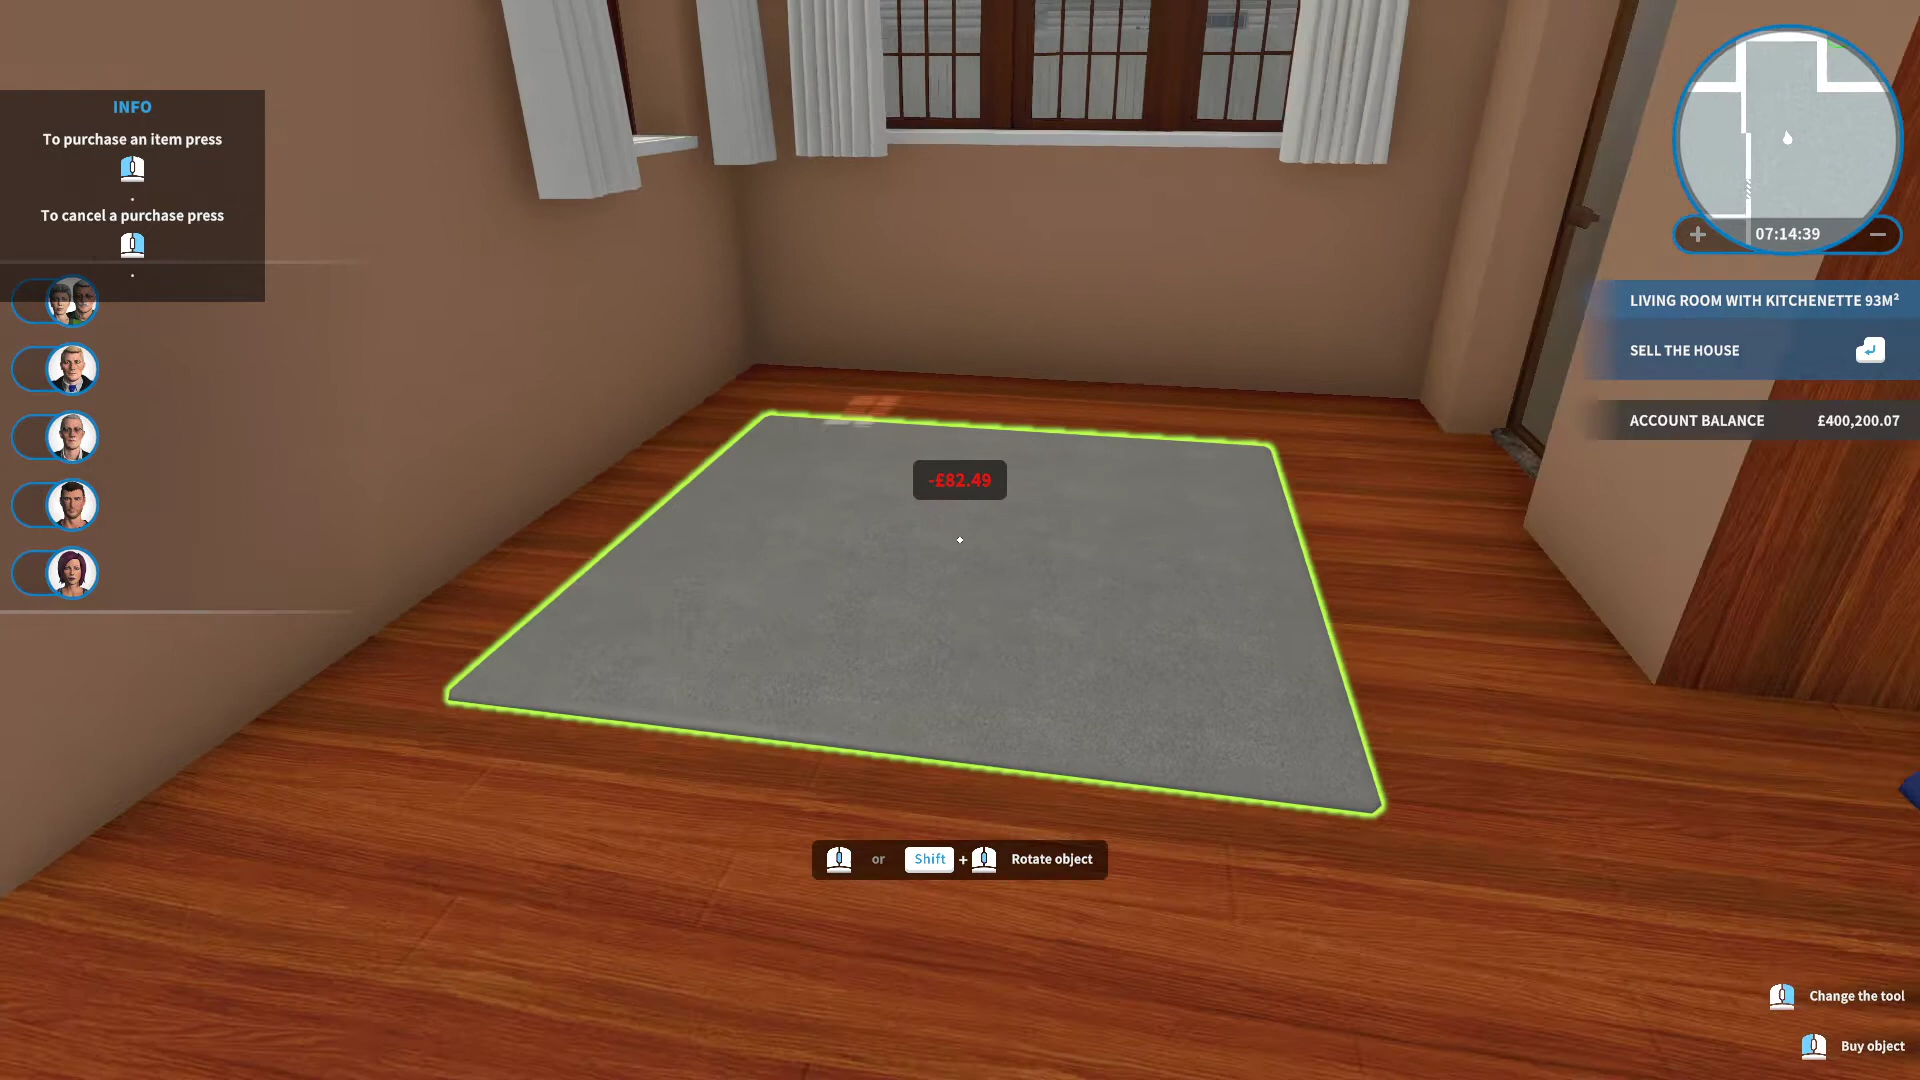 INFO
To purchase an item press
.
To cancel a purchase press
.
07:14:39
LIVING ROOM WITH KITCHENETTE 93M²
SELL THE HOUSE
ACCOUNT BALANCE £400,200.07
-£82.49
or Shift + Rotate object
Change the tool
Buy object